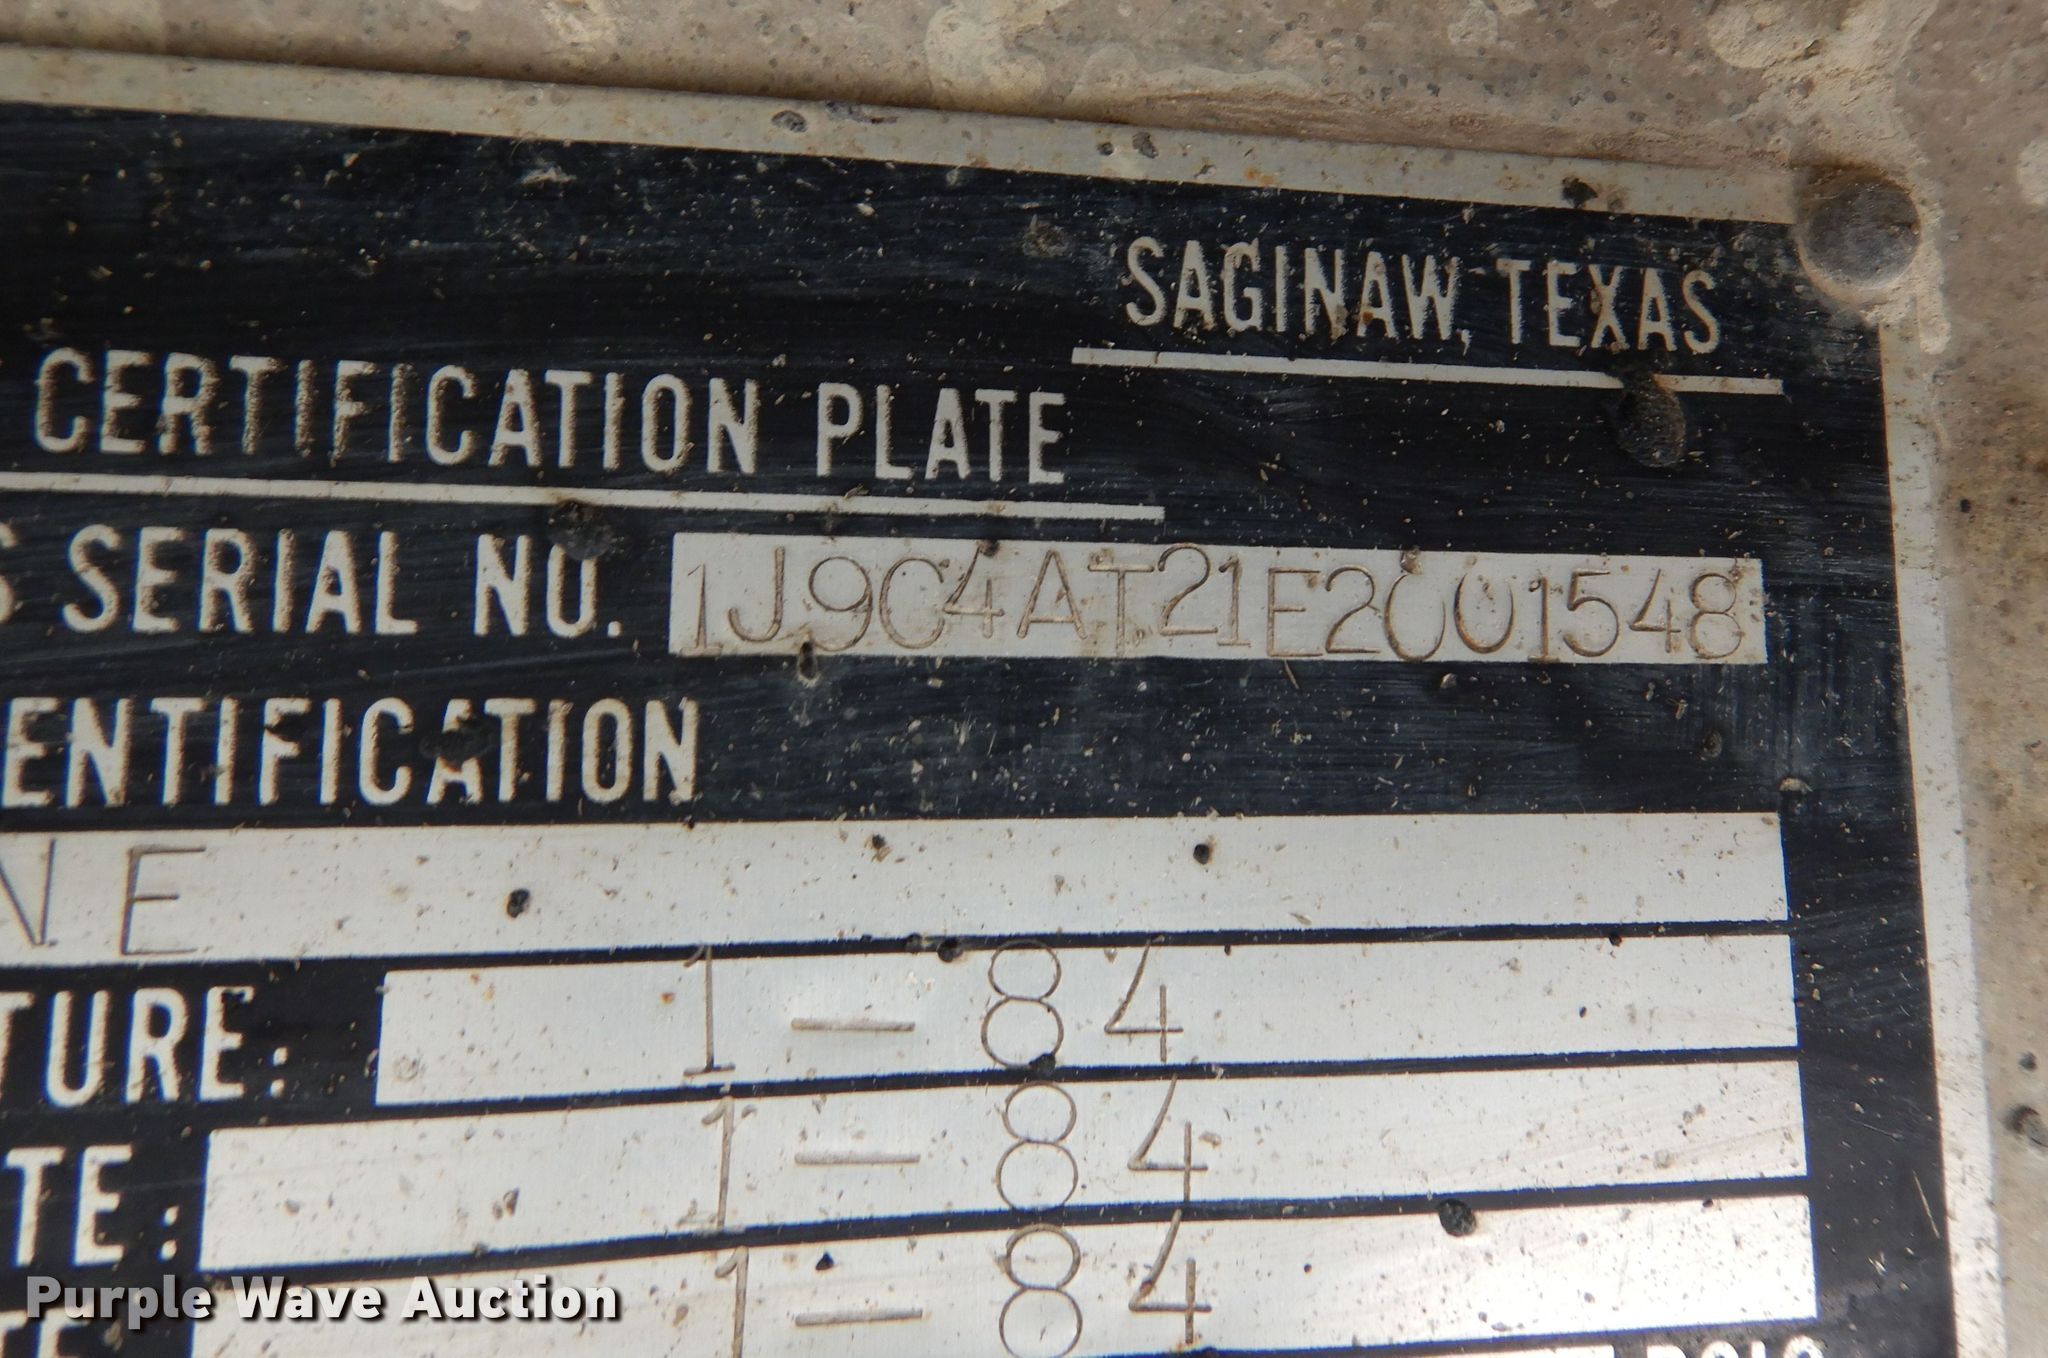 SAGINAW, TEXAS
CERTIFICATION PLATE
S SERIAL NO. 1J9C4AT21E2001548
ENTIFICATION
NE
TURE: 1-84
TE: 1-84
1-84
Purple Wave Auction